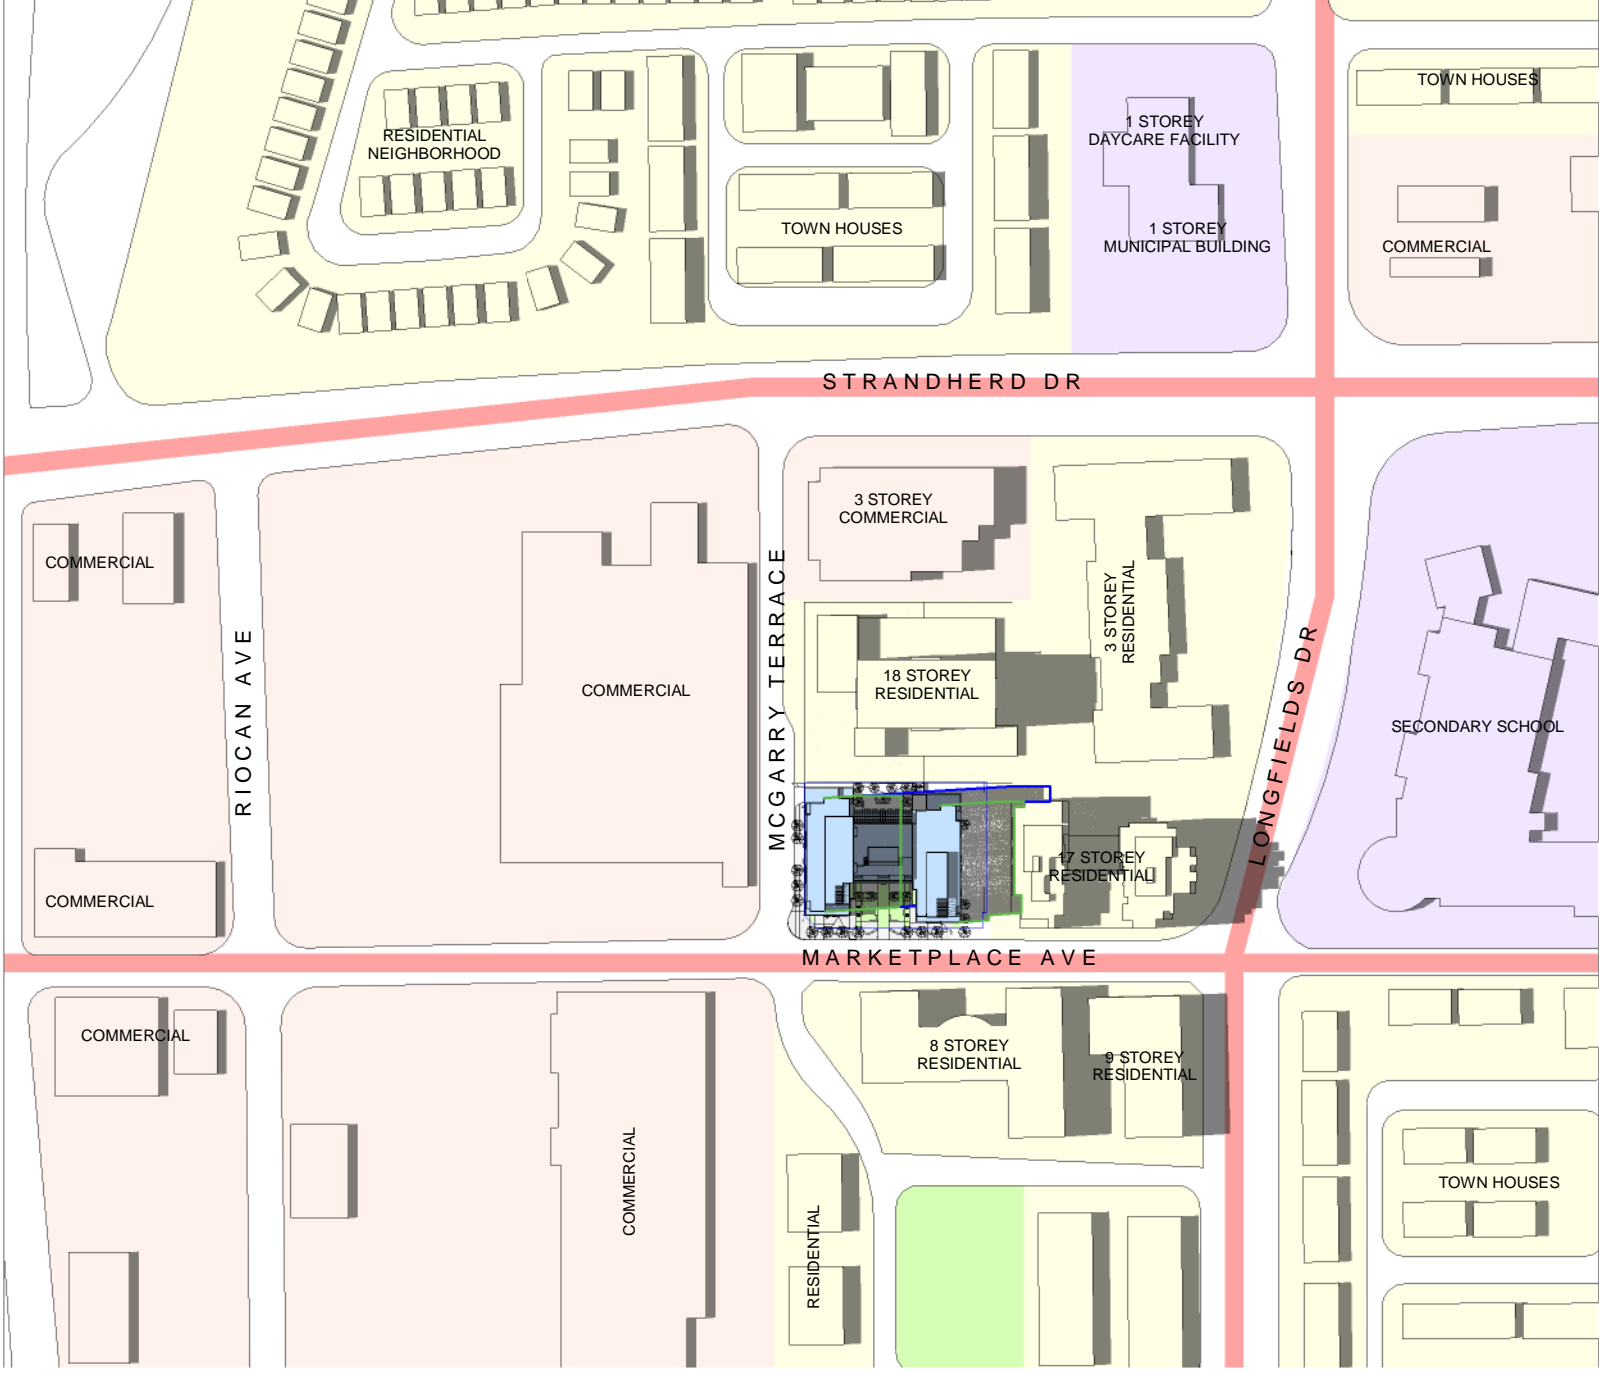 TOWN HOUSES
1 STOREY
DAYCARE FACILITY
RESIDENTIAL
NEIGHBORHOOD
TOWN HOUSES
1 STOREY
MUNICIPAL BUILDING
COMMERCIAL
STRANDHERD DR
3 STOREY
COMMERCIAL
COMMERCIAL
RIOCAN AVE
COMMERCIAL
MCGARRY TERRACE
18 STOREY
RESIDENTIAL
3 STOREY
RESIDENTIAL
LONGFIELDS DR
SECONDARY SCHOOL
17 STOREY
RESIDENTIAL
COMMERCIAL
MARKETPLACE AVE
COMMERCIAL
8 STOREY
RESIDENTIAL
9 STOREY
RESIDENTIAL
COMMERCIAL
RESIDENTIAL
TOWN HOUSES